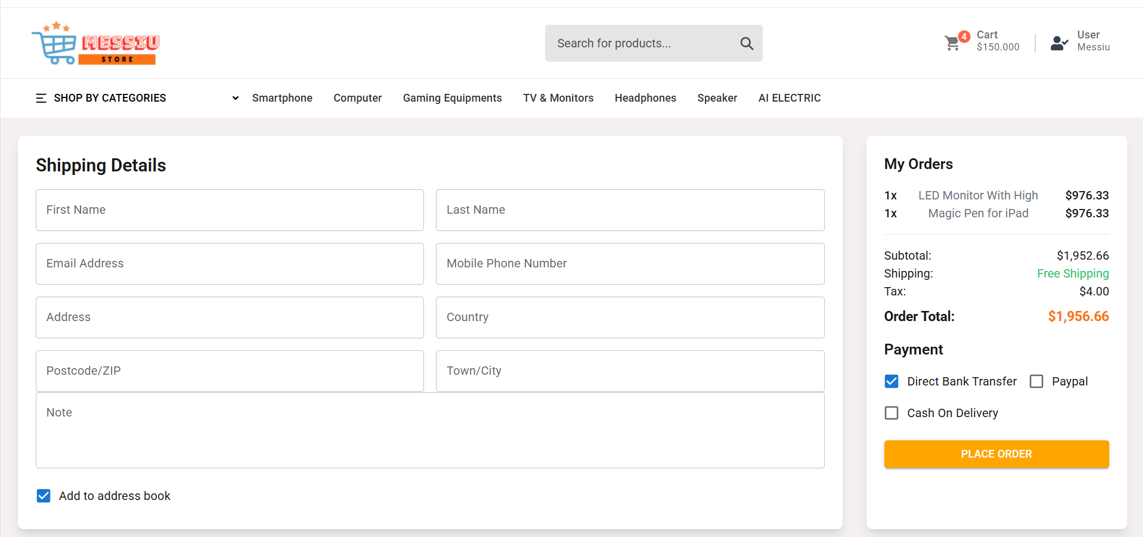 MESSIU
STORE
Search for products...
4
Cart
$150.000
User
Messiu
SHOP BY CATEGORIES
Smartphone
Computer
Gaming Equipments
TV & Monitors
Headphones
Speaker
AI ELECTRIC
Shipping Details
First Name
Last Name
Email Address
Mobile Phone Number
Address
Country
Postcode/ZIP
Town/City
Note
Add to address book
My Orders
1x LED Monitor With High $976.33
1x Magic Pen for iPad $976.33
Subtotal: $1,952.66
Shipping: Free Shipping
Tax: $4.00
Order Total: $1,956.66
Payment
Direct Bank Transfer
Paypal
Cash On Delivery
PLACE ORDER